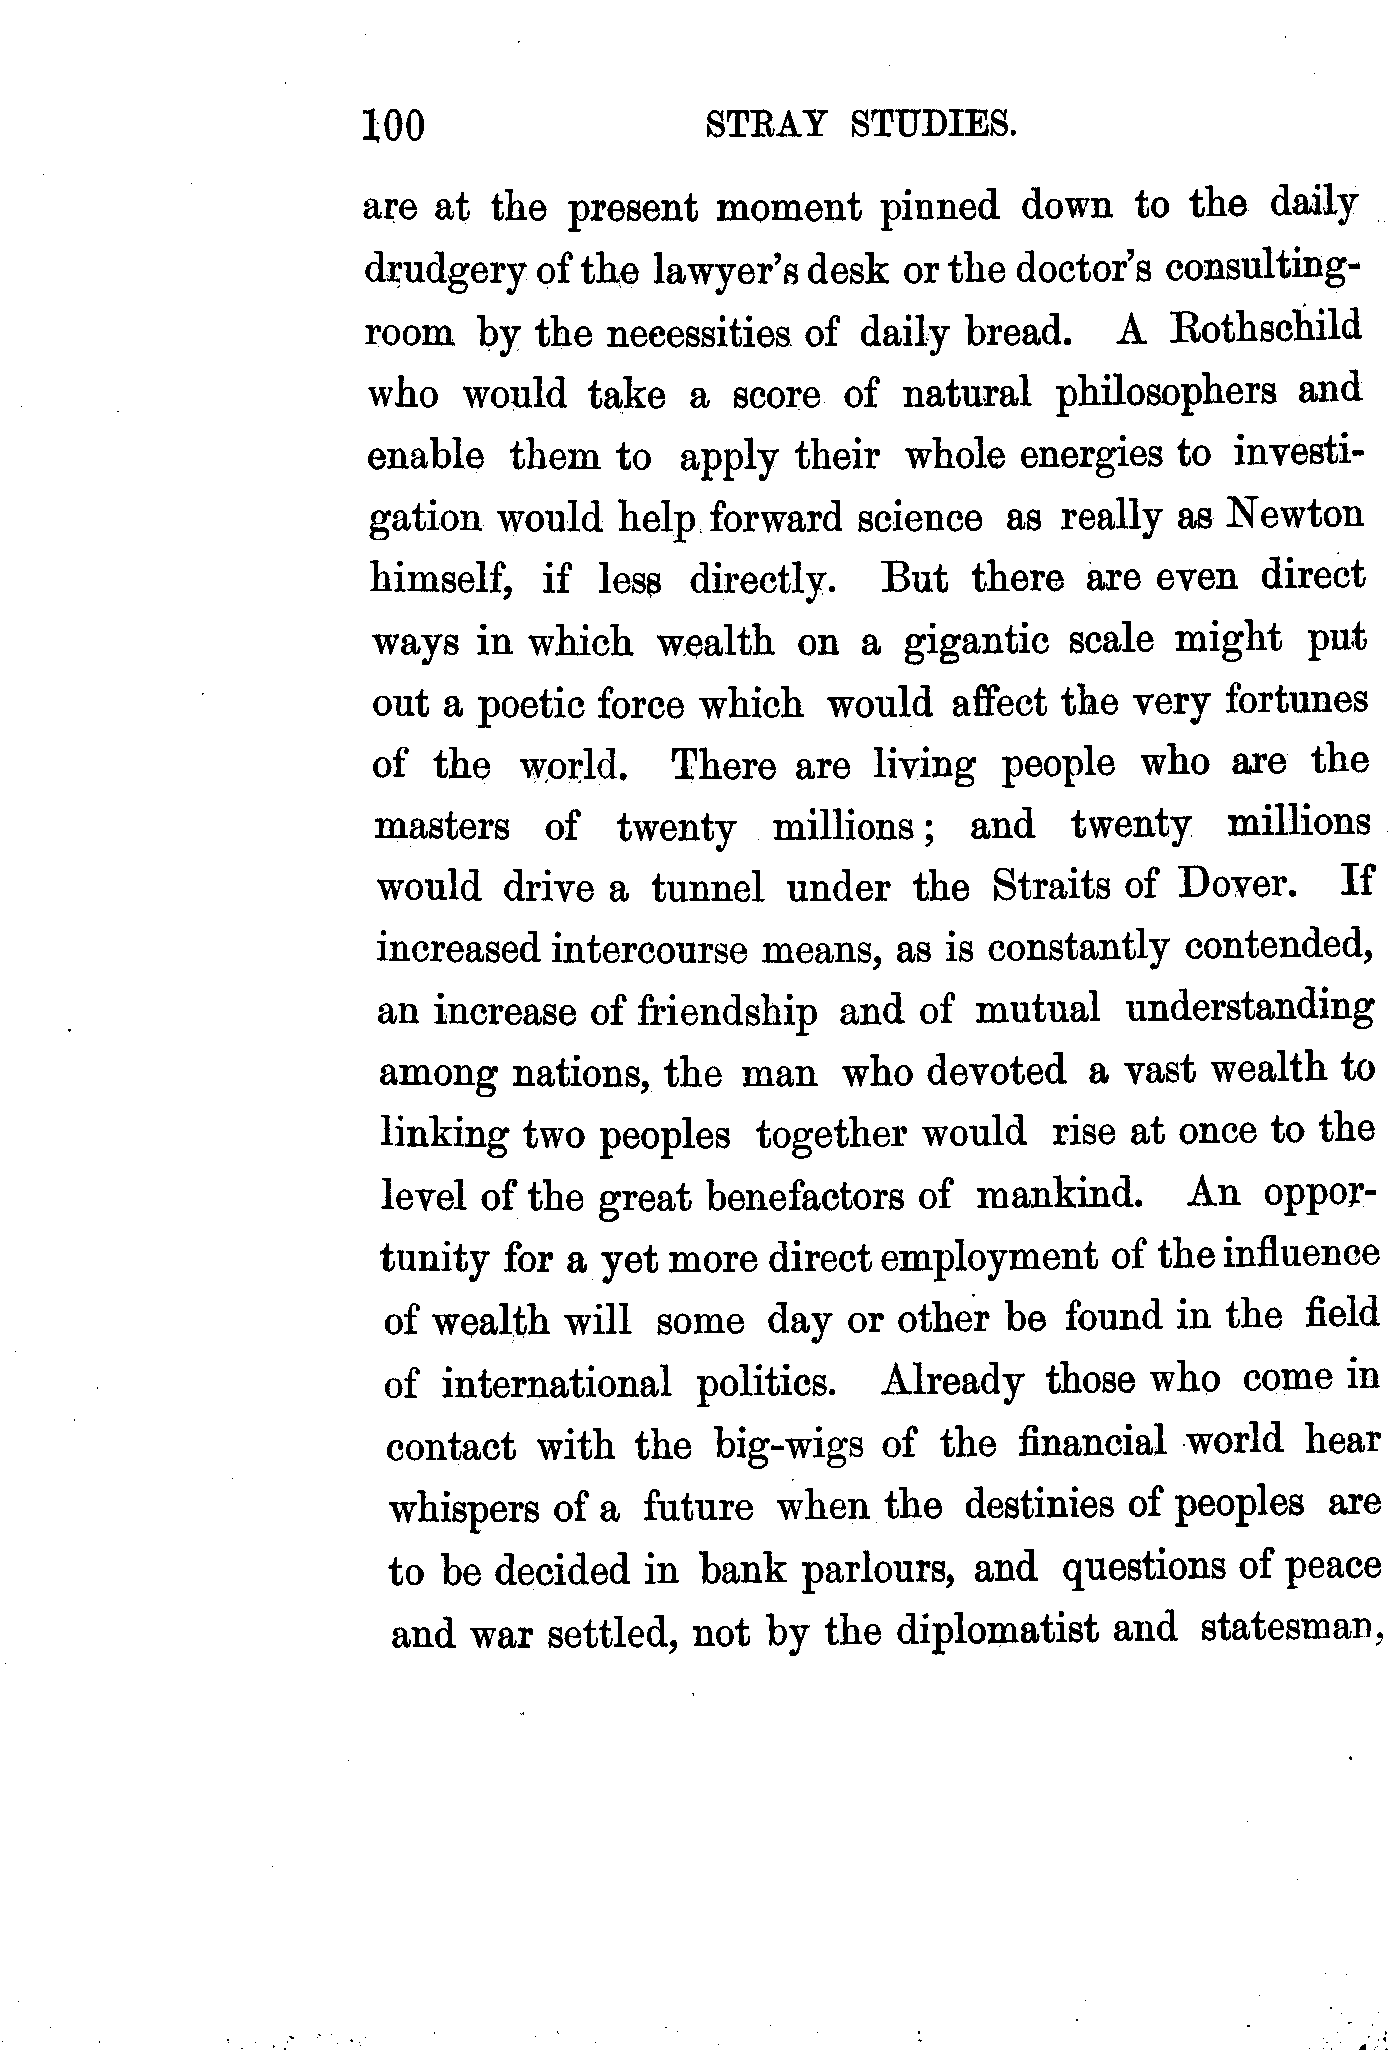 100 STRAY STUDIES.
are at the present moment pinned down to the daily
drudgery of the lawyer's desk or the doctor's consulting-
room by the necessities of daily bread. A Rothschild
who would take a score of natural philosophers and
enable them to apply their whole energies to investi-
gation would help forward science as really as Newton
himself, if less directly. But there are even direct
ways in which wealth on a gigantic scale might put
out a poetic force which would affect the very fortunes
of the world. There are living people who are the
masters of twenty millions; and twenty millions
would drive a tunnel under the Straits of Dover. If
increased intercourse means, as is constantly contended,
an increase of friendship and of mutual understanding
among nations, the man who devoted a vast wealth to
linking two peoples together would rise at once to the
level of the great benefactors of mankind. An oppor-
tunity for a yet more direct employment of the influence
of wealth will some day or other be found in the field
of international politics. Already those who come in
contact with the big-wigs of the financial world hear
whispers of a future when the destinies of peoples are
to be decided in bank parlours, and questions of peace
and war settled, not by the diplomatist and statesman,